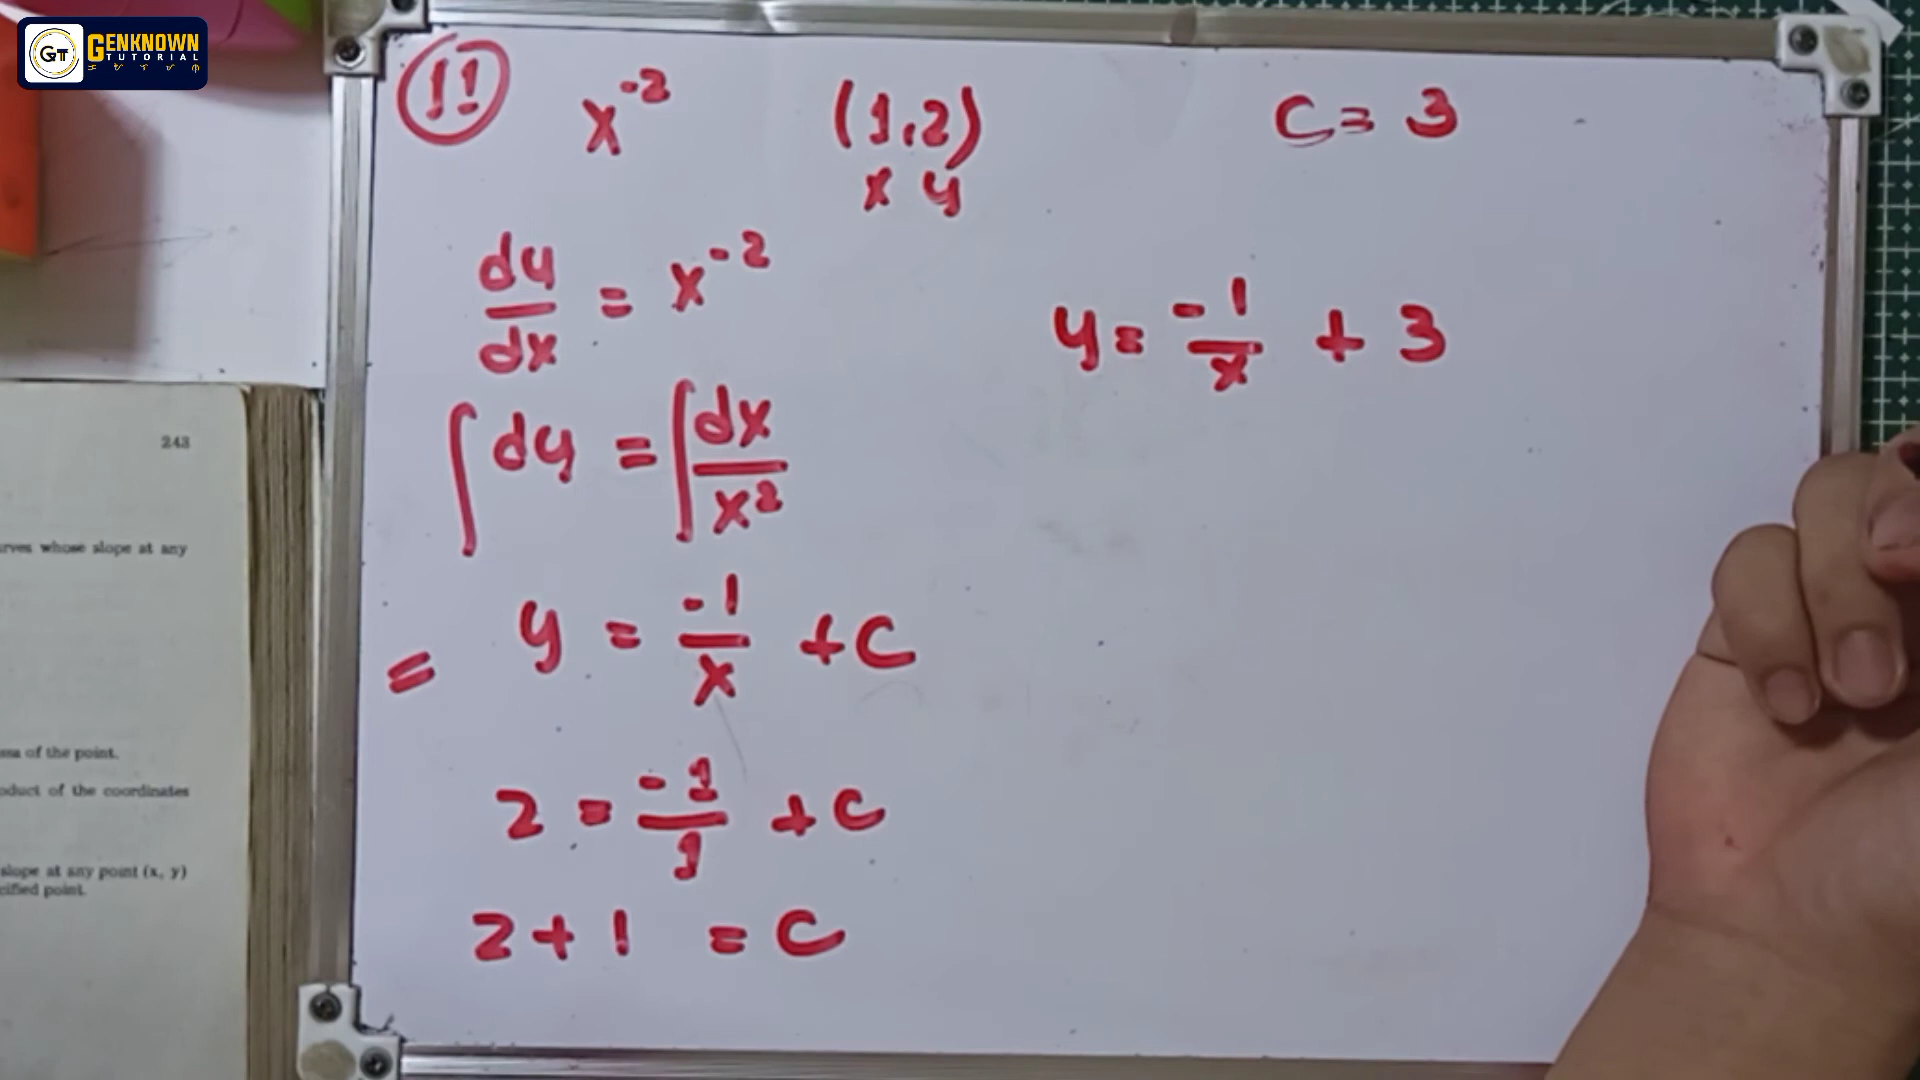 GT GENKNOWN
TUTORIAL
11 x^-2 (1,2) C = 3
x y
dy/dx = x^-2
y = -1/x + 3
∫ dy = ∫ dx/x^2
= y = -1/x + C
2 = -1/1 + C
2 + 1 = C
243
rves whose slope at any
of the point.
oduct of the coordinates
slope at any point (x, y)
cified point.